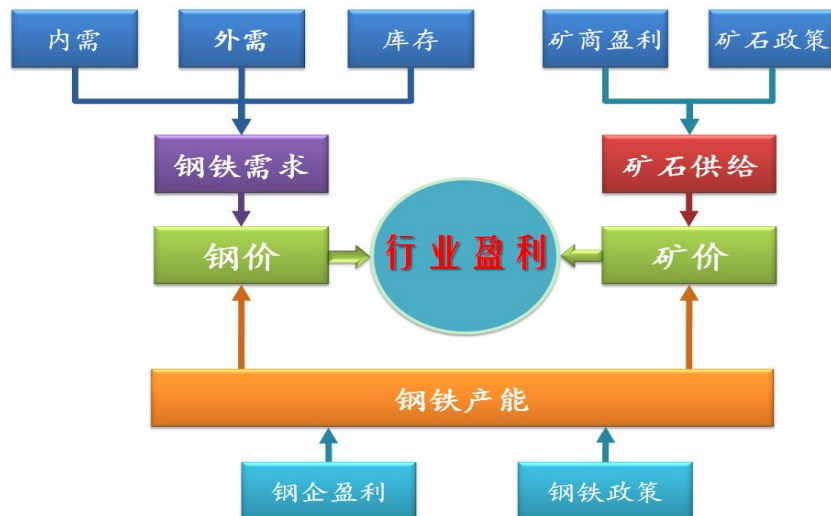 内需 外需 库存 矿商盈利 矿石政策
钢铁需求 矿石供给
钢价 行业盈利 矿价
钢铁产能
钢企盈利 钢铁政策